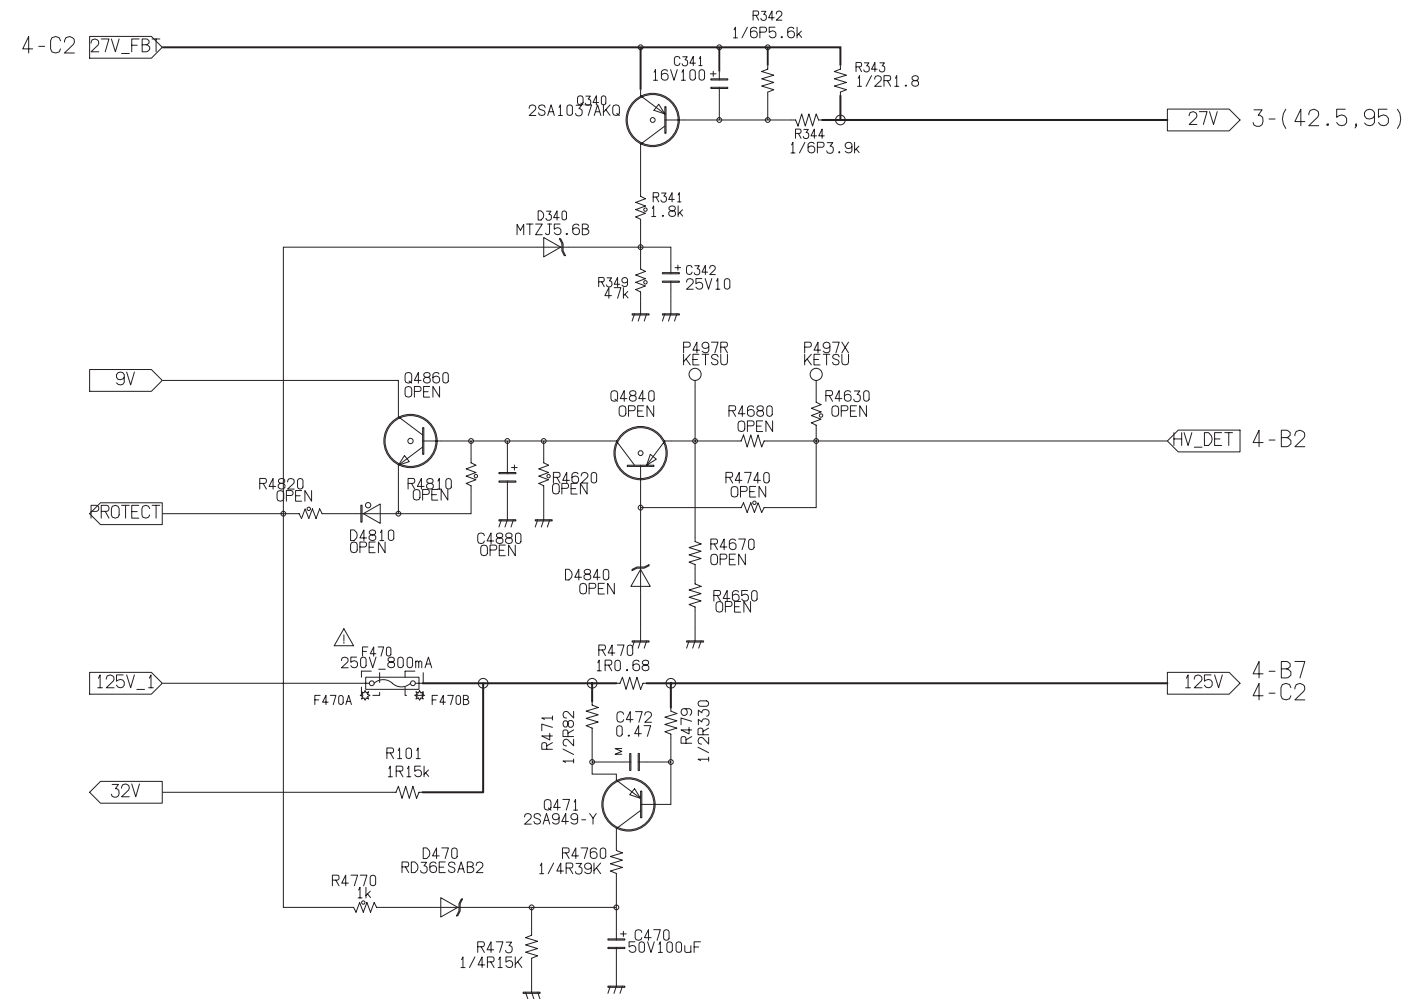 R342
1/6P5.6k
4-C2
27V_FBT
C341
16V100
+
R343
1/2R1.8
Q340
2SA1037AKQ
27V
3-(42.5,95)
R344
1/6P3.9k
R341
1.8k
D340
MTZJ5.6B
R349
47k
+
C342
25V10
P497R
KETSU
P497X
KETSU
9V
Q4860
OPEN
Q4840
OPEN
R4680
OPEN
R4630
OPEN
HV_DET
4-B2
R4820
OPEN
R4810
OPEN
+
R4620
OPEN
R4740
OPEN
PROTECT
D4810
OPEN
C4880
OPEN
R4670
OPEN
D4840
OPEN
R4650
OPEN
!
F470
250V_800mA
R470
1R0.68
125V_1
125V
4-B7
4-C2
F470A
F470B
R471
1/2R82
C472
0.47
M
R479
1/2R330
R101
1R15k
32V
Q471
2SA949-Y
D470
RD36ESAB2
R4760
1/4R39K
R4770
1k
R473
1/4R15K
+
C470
50V100uF